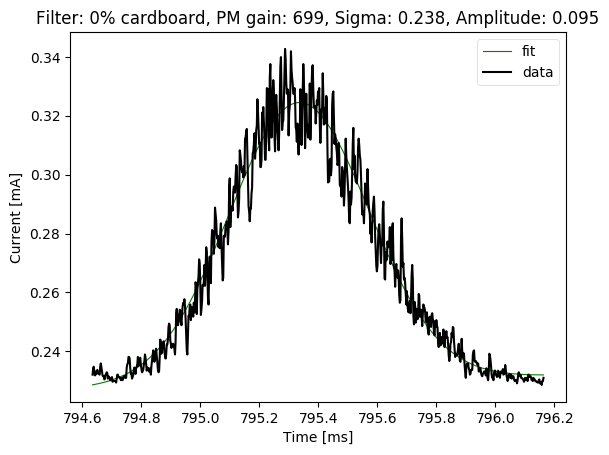 Filter: 0% cardboard, PM gain: 699, Sigma: 0.238, Amplitude: 0.095
fit
data
0.34
0.32
0.30
0.28
0.26
0.24
Current [mA]
794.6 794.8 795.0 795.2 795.4 795.6 795.8 796.0 796.2
Time [ms]